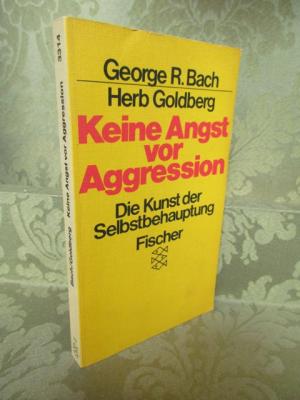 George R. Bach
Herb Goldberg
Keine Angst
vor
Aggression
Die Kunst der
Selbstbehauptung
Fischer
3314
Bach/Goldberg Keine Angst vor Aggression